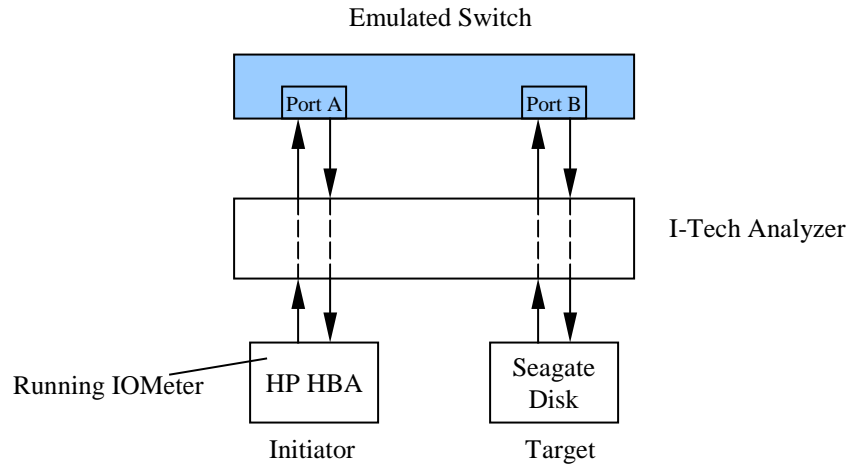 Emulated Switch
Port A
Port B
I-Tech Analyzer
Running IOMeter
HP HBA
Seagate
Disk
Initiator
Target